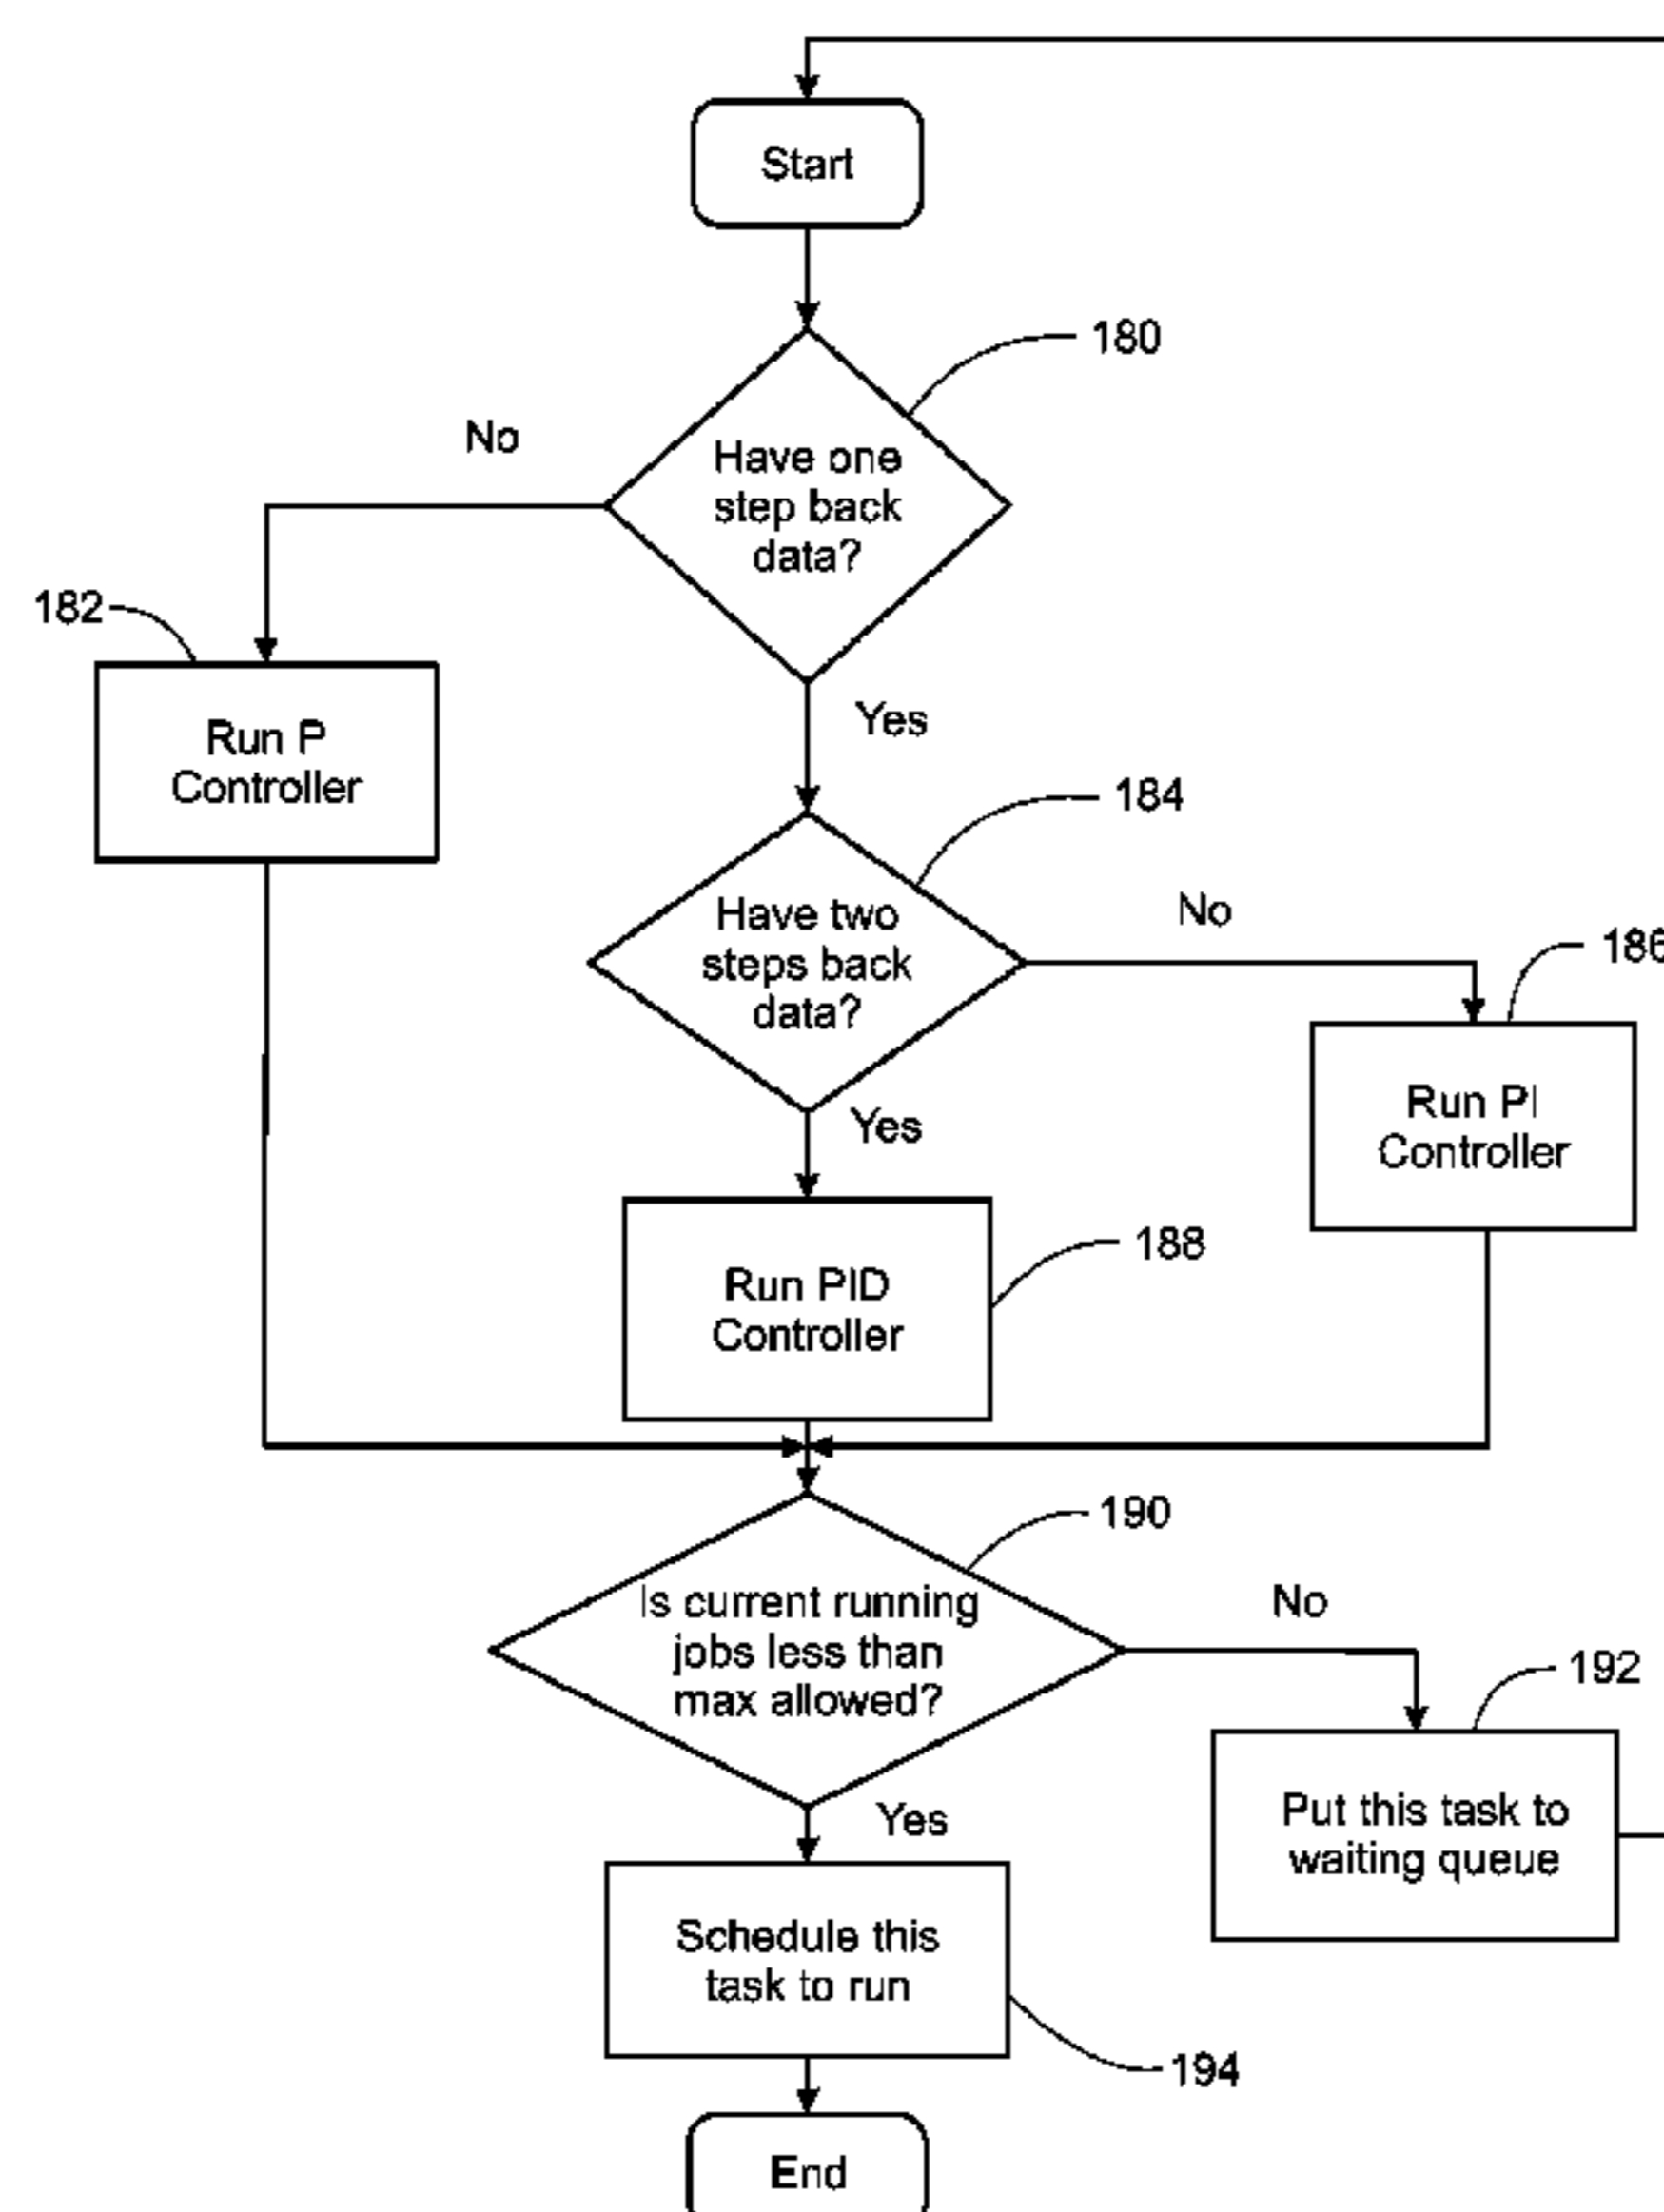 Start
180
No
Have one
step back
data?
182
Yes
Run P
Controller
184
Have two
steps back
data?
No
186
Yes
Run PI
Controller
188
Run PID
Controller
190
Is current running
jobs less than
max allowed?
No
192
Yes
Put this task to
waiting queue
Schedule this
task to run
194
End